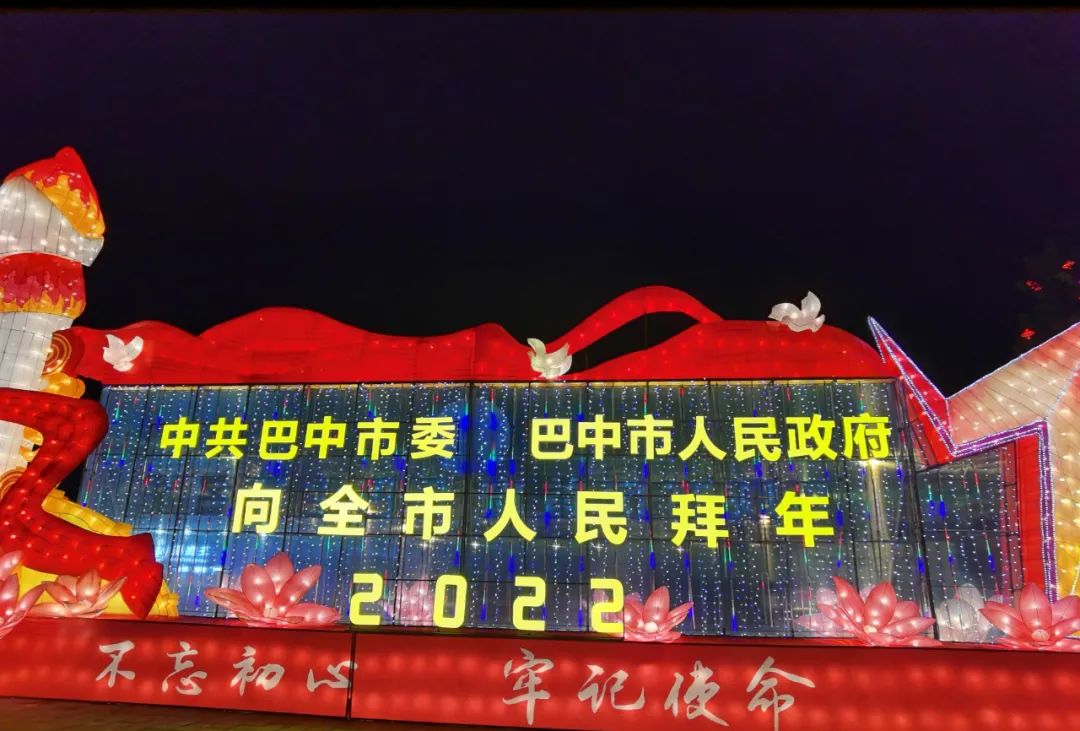 中共巴中市委 巴中市人民政府
向全市人民拜年
2022
不忘初心 牢记使命